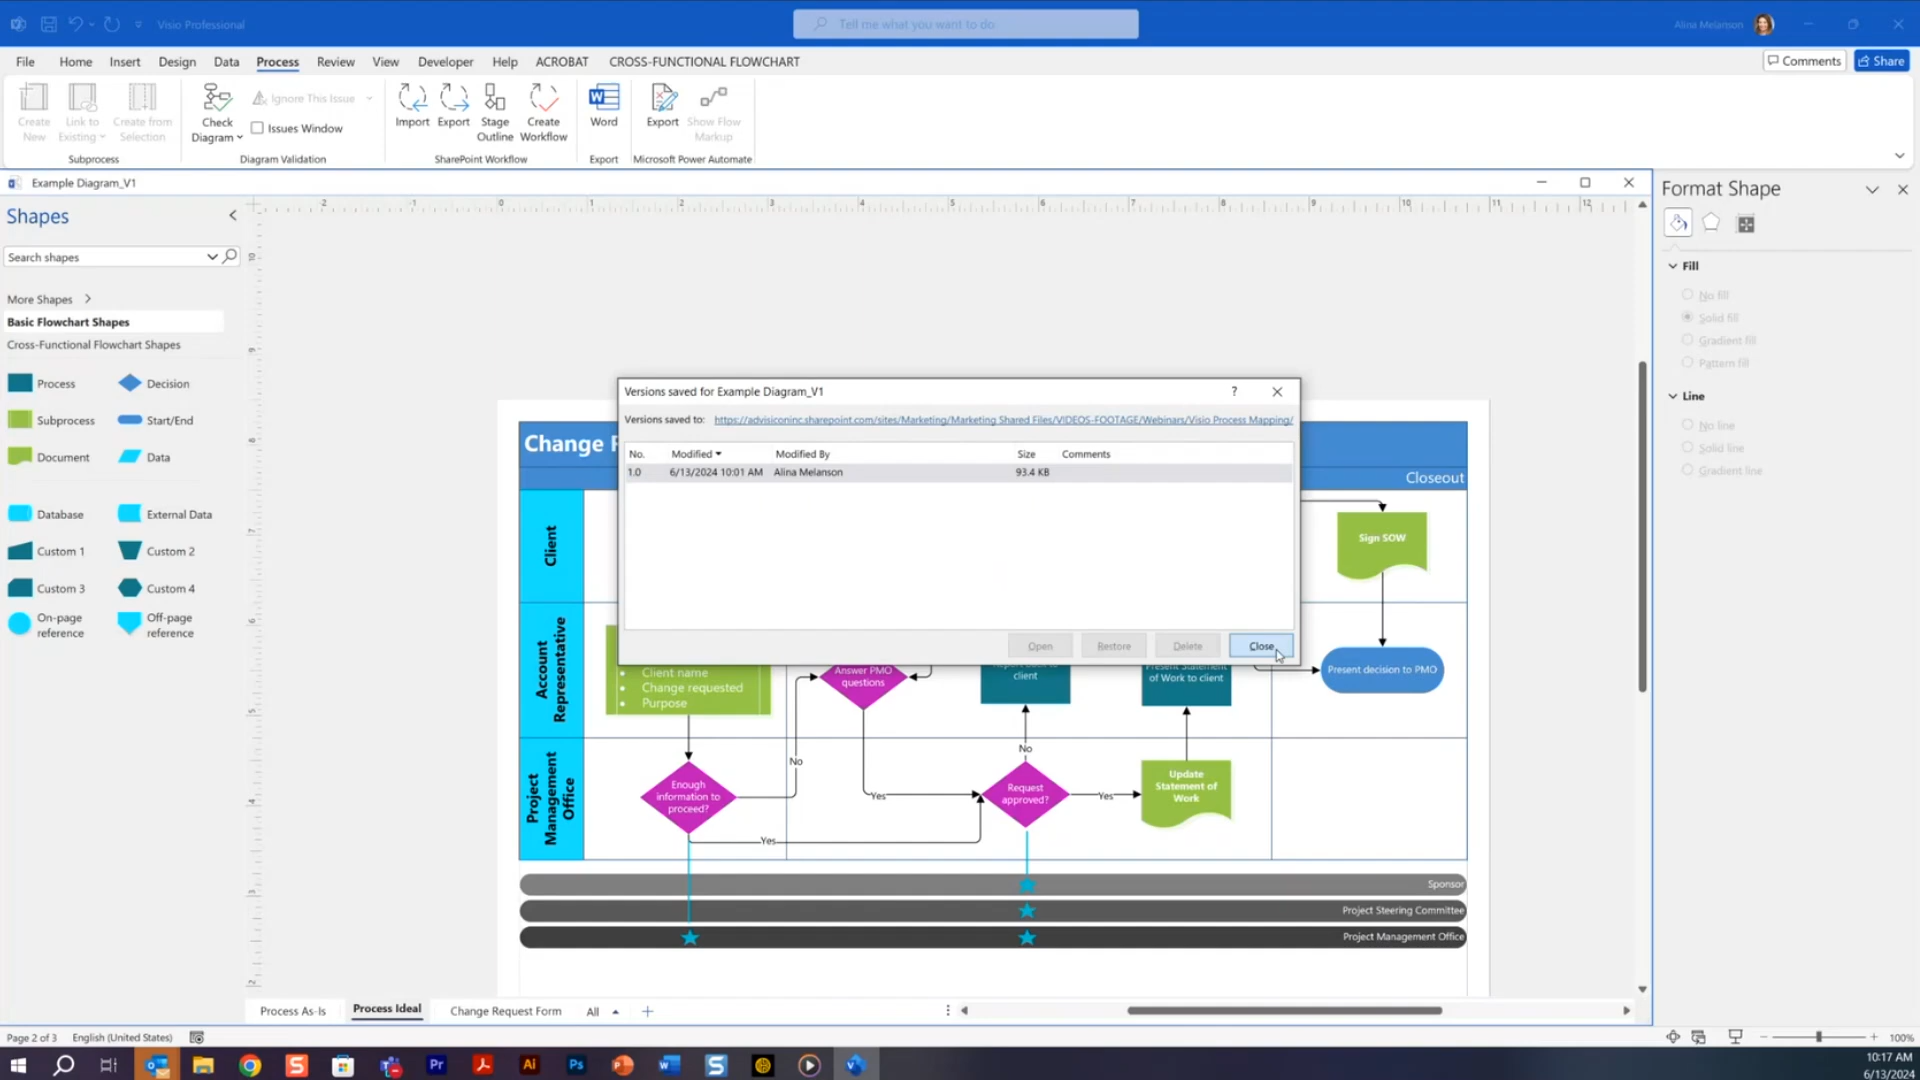 Visio Professional
Tell me what you want to do
Alina Melanson
File Home Insert Design Data Process Review View Developer Help ACROBAT CROSS-FUNCTIONAL FLOWCHART
Comments
Share
Create New
Link to Existing
Create from Selection
Subprocess
Check Diagram
Ignore This Issue
Issues Window
Diagram Validation
Import
Export
Stage Outline
Create Workflow
SharePoint Workflow
Word
Export
Export
Show Flow Markup
Microsoft Power Automate
Example Diagram_V1
Shapes
Search shapes
More Shapes
Basic Flowchart Shapes
Cross-Functional Flowchart Shapes
Process Decision
Subprocess Start/End
Document Data
Database External Data
Custom 1 Custom 2
Custom 3 Custom 4
On-page reference
Off-page reference
Format Shape
Fill
No fill
Solid fill
Gradient fill
Pattern fill
Line
No line
Solid line
Gradient line
Versions saved for Example Diagram_V1
?
Versions saved to: https://advisiconinc.sharepoint.com/sites/Marketing/Marketing Shared Files/VIDEOS-FOOTAGE/Webinars/Visio Process Mapping/
No. Modified Modified By Size Comments
1.0 6/13/2024 10:01 AM Alina Melanson 93.4 KB
Open Restore Delete Close
Change
Closeout
Client
Sign SOW
Account
Representative
Client name
Change requested
Purpose
Answer PMO
questions
client
Present Statement
of Work to client
Present decision to PMO
Project
Management
Office
Enough
information to
proceed?
No
Yes
Yes
No
Request
approved?
Yes
Update
Statement of
Work
Sponsor
Project Steering Committee
Project Management Office
Process As-Is Process Ideal Change Request Form All
Page 2 of 3 English (United States)
100%
10:17 AM
6/13/2024